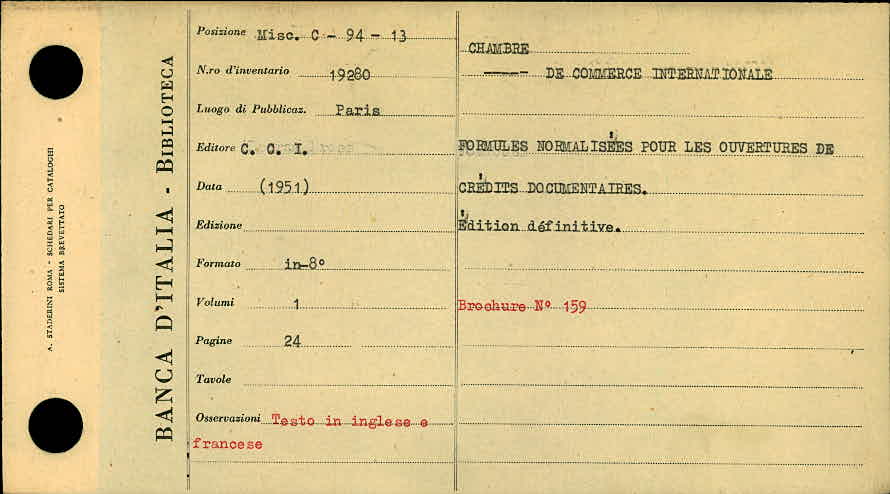 A. STADERINI ROMA - SCHEDARI PER CATALOGHI
SISTEMA BREVETTATO
BANCA D'ITALIA - BIBLIOTECA
Posizione Misc. C - 94 - 13
N.ro d'inventario 19280
Luogo di Pubblicaz. Paris
Editore C. C. I.
Data (1951)
Edizione
Formato in-8°
Volumi 1
Pagine 24
Tavole
Osservazioni Testo in inglese e
francese
CHAMBRE
----- DE COMMERCE INTERNATIONALE
FORMULES NORMALISÉES POUR LES OUVERTURES DE
CRÉDITS DOCUMENTAIRES.
Édition définitive.
Brochure N° 159